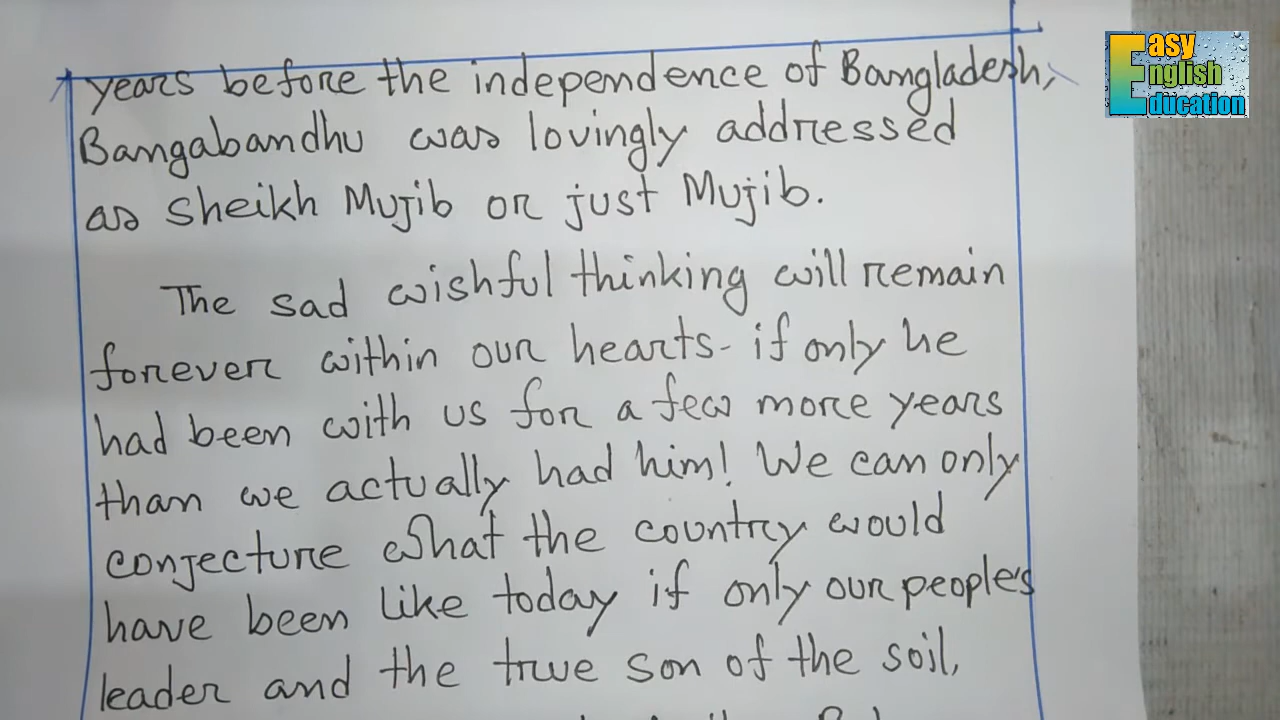 years before the independence of Bangladesh,
Bangabandhu was lovingly addressed
as sheikh Mujib or just Mujib.
The sad wishful thinking will remain
forever within our hearts- if only he
had been with us for a few more years
than we actually had him! We can only
conjecture what the country would
have been like today if only our people's
leader and the true son of the soil,
Easy
English
Education